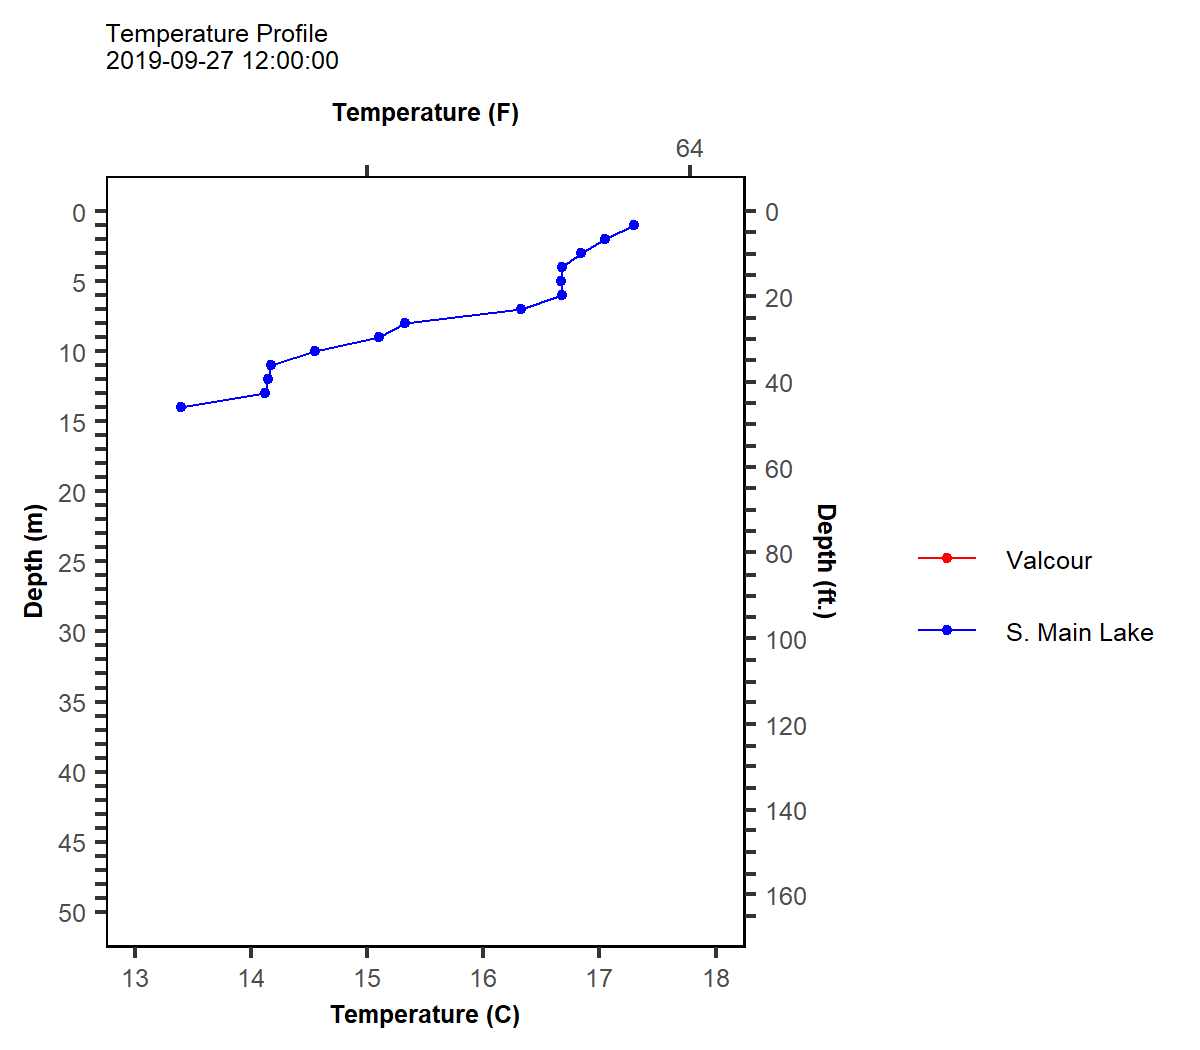 Temperature Profile
2019-09-27 12:00:00
Temperature (F)
64
0
5
10
15
20
25
30
35
40
45
50
Depth (m)
0
20
40
60
80
100
120
140
160
Depth (ft.)
13 14 15 16 17 18
Temperature (C)
Valcour
S. Main Lake